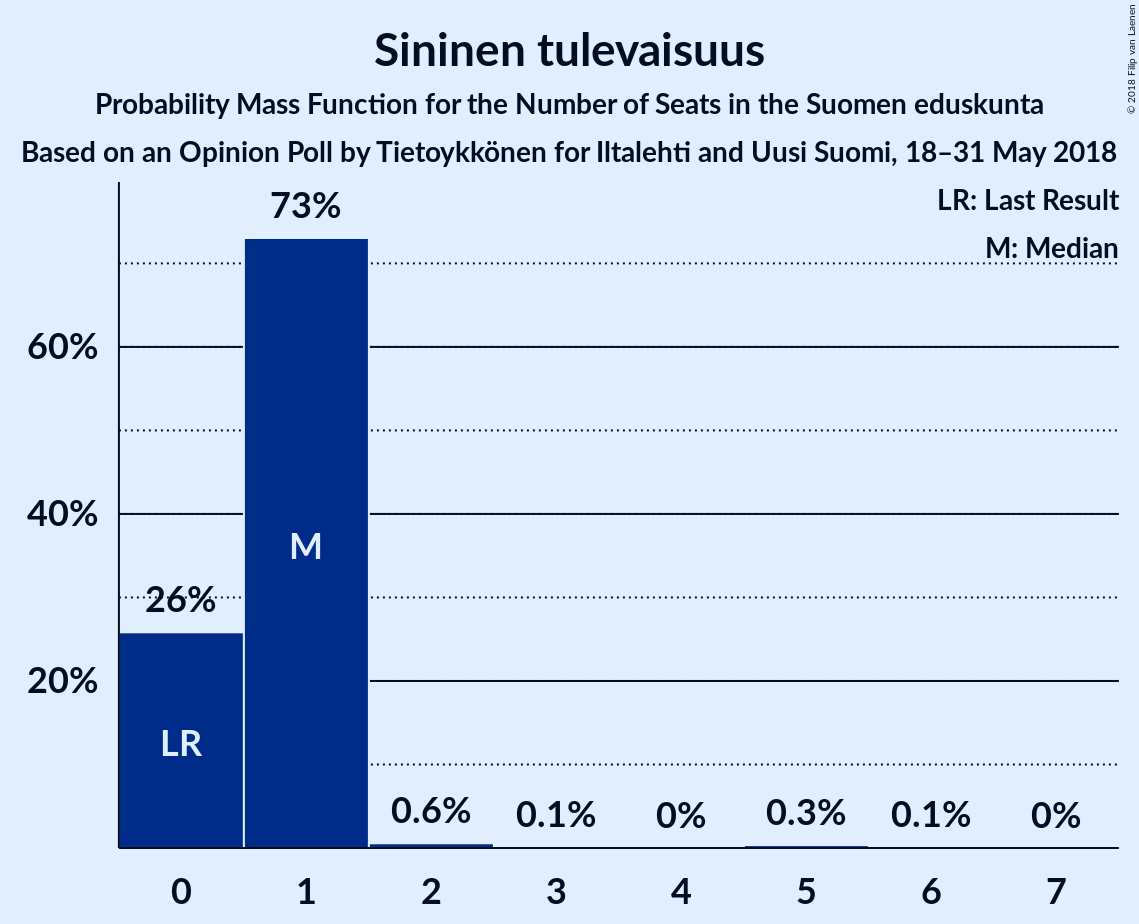 Sininen tulevaisuus
Probability Mass Function for the Number of Seats in the Suomen eduskunta
Based on an Opinion Poll by Tietoykkönen for Iltalehti and Uusi Suomi, 18–31 May 2018
© 2018 Filip van Laenen
LR: Last Result
M: Median
73%
60%
40%
M
26%
20%
LR
0.6%
0.1%
0%
0.3%
0.1%
0%
0 1 2 3 4 5 6 7